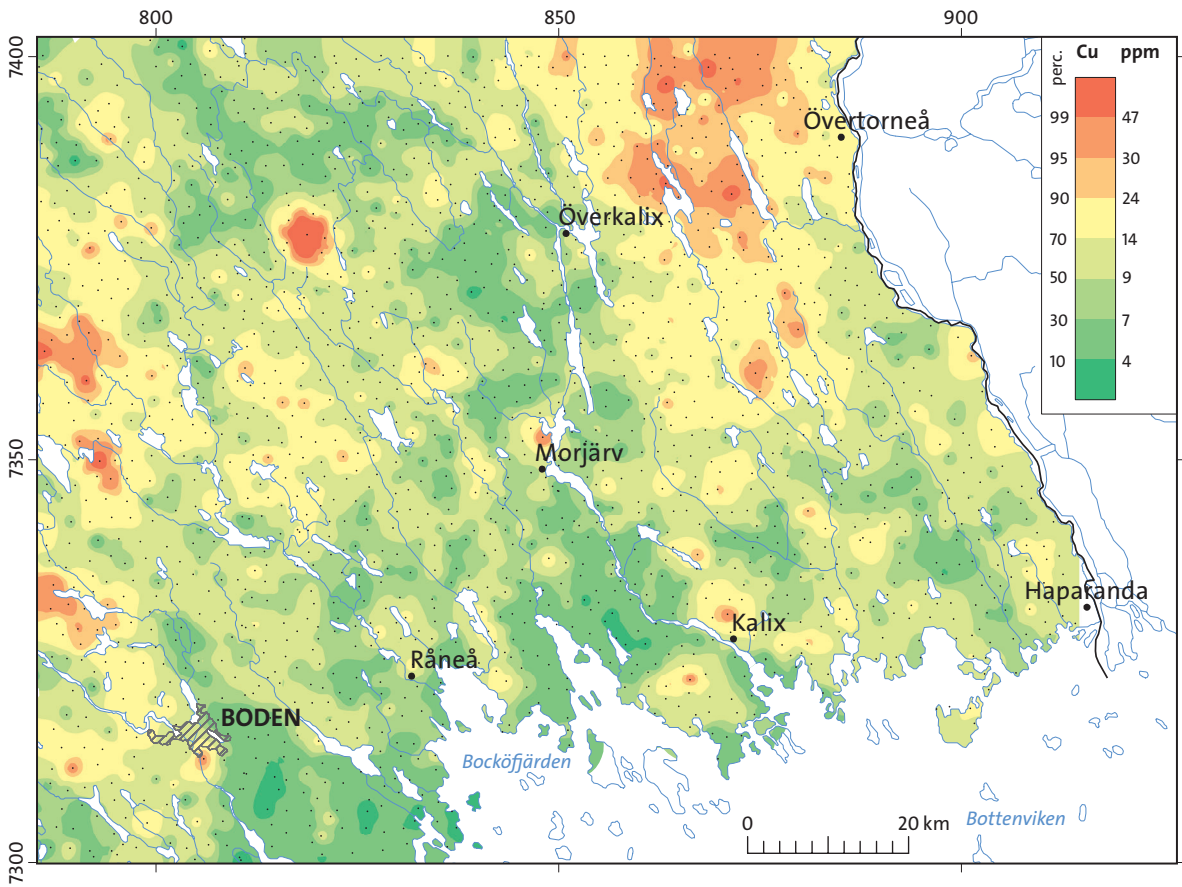 800 850 900
7400
7350
7300
perc. Cu ppm
99 47
95 30
90 24
70 14
50 9
30 7
10 4
Övertorneå
Överkalix
Morjärv
Haparanda
Kalix
Råneå
BODEN
Bocköfjärden
0 20 km
Bottenviken